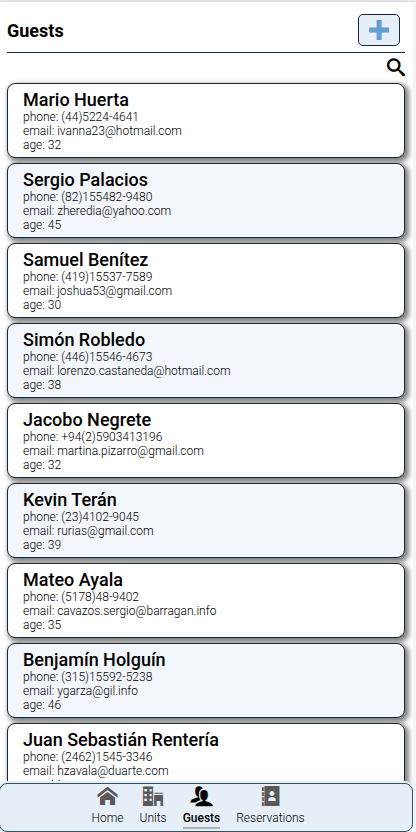 Guests
Mario Huerta
phone: (44)5224-4641
email: ivanna23@hotmail.com
age: 32
Sergio Palacios
phone: (82)155482-9480
email: zheredia@yahoo.com
age: 45
Samuel Benítez
phone: (419)15537-7589
email: joshua53@gmail.com
age: 30
Simón Robledo
phone: (446)15546-4673
email: lorenzo.castaneda@hotmail.com
age: 38
Jacobo Negrete
phone: +94(2)5903413196
email: martina.pizarro@gmail.com
age: 32
Kevin Terán
phone: (23)4102-9045
email: rurias@gmail.com
age: 39
Mateo Ayala
phone: (5178)48-9402
email: cavazos.sergio@barragan.info
age: 35
Benjamín Holguín
phone: (315)15592-5238
email: ygarza@gil.info
age: 46
Juan Sebastián Rentería
phone: (2462)1545-3346
email: hzavala@duarte.com
Home Units Guests Reservations